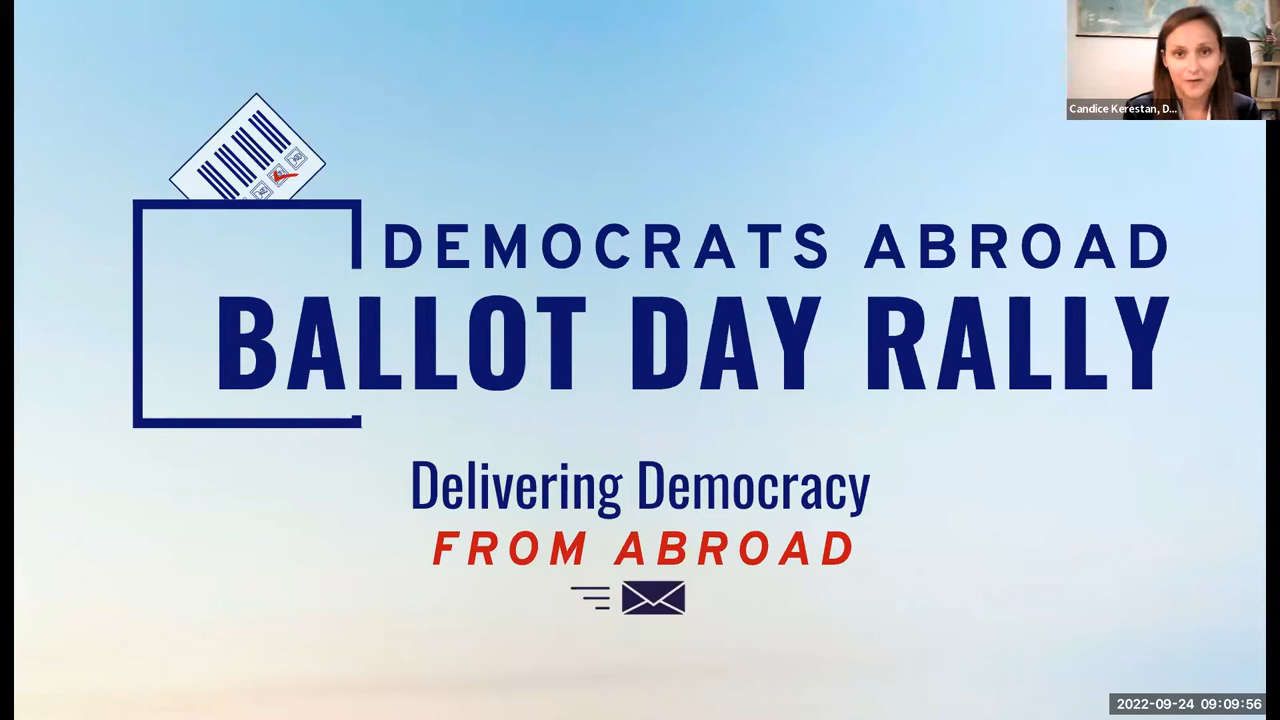 Candice Kerestan, D...
DEMOCRATS ABROAD
BALLOT DAY RALLY
Delivering Democracy
FROM ABROAD
2022-09-24 09:09:56